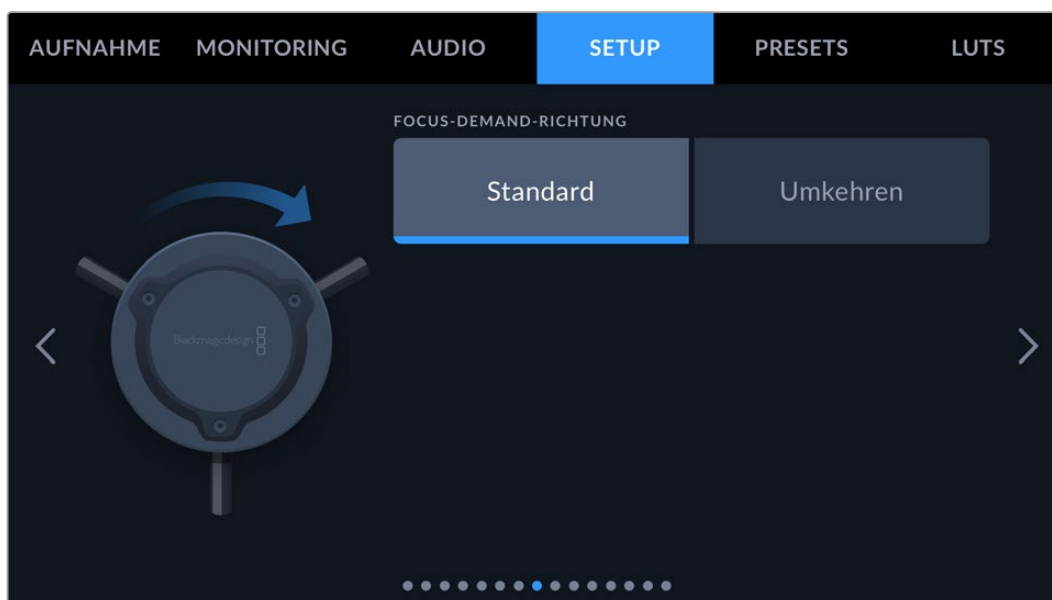 AUFNAHME MONITORING AUDIO SETUP PRESETS LUTS
FOCUS-DEMAND-RICHTUNG
Standard Umkehren
Blackmagicdesign